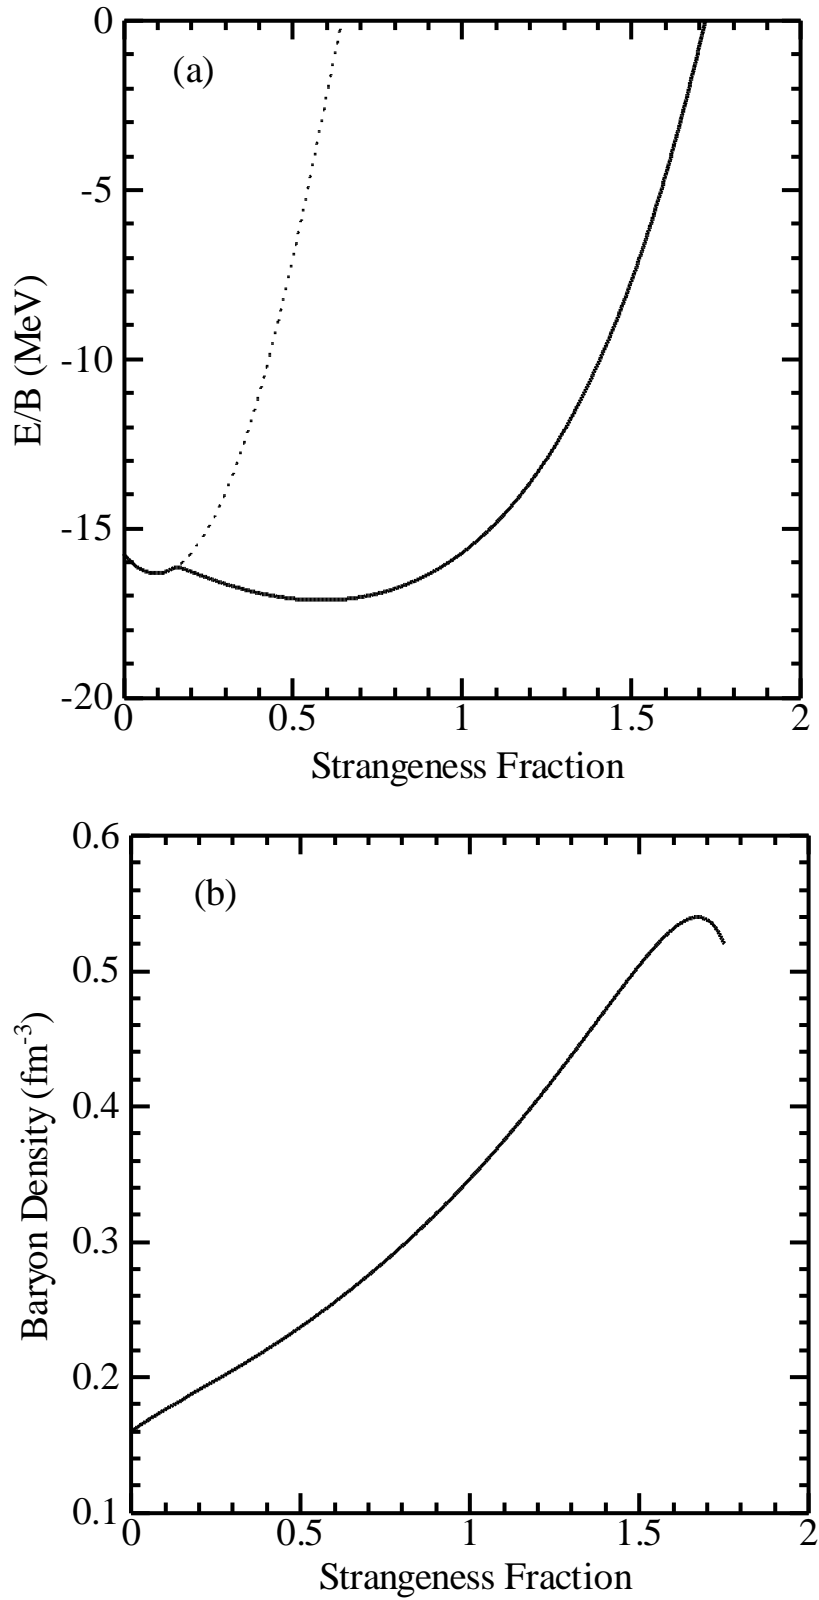 (a)
0
-5
-10
-15
-20
E/B (MeV)
0 0.5 1 1.5 2
Strangeness Fraction
(b)
0.6
0.5
0.4
0.3
0.2
0.1
Baryon Density (fm⁻³)
0 0.5 1 1.5 2
Strangeness Fraction